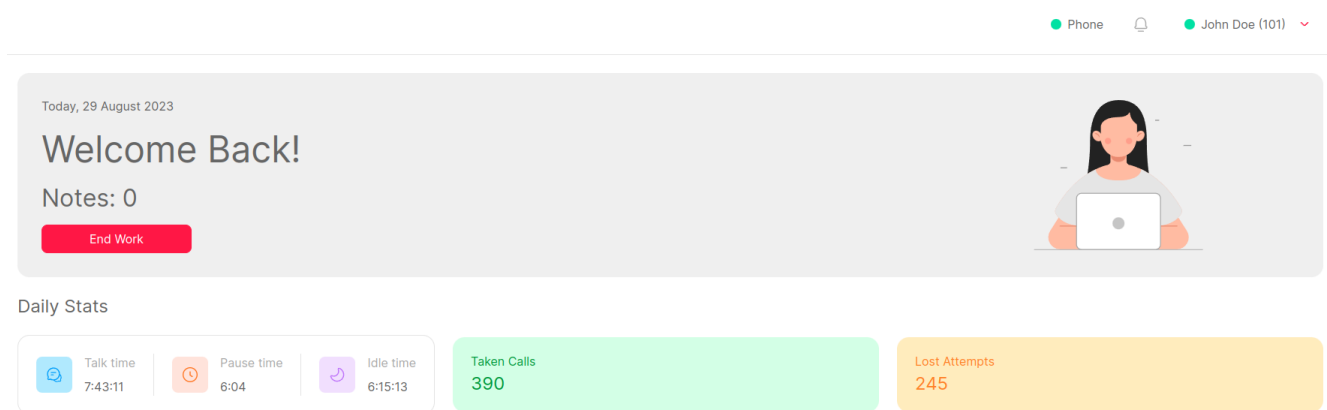 Phone
John Doe (101)
Today, 29 August 2023
Welcome Back!
Notes: 0
End Work
Daily Stats
Talk time
7:43:11
Pause time
6:04
Idle time
6:15:13
Taken Calls
390
Lost Attempts
245